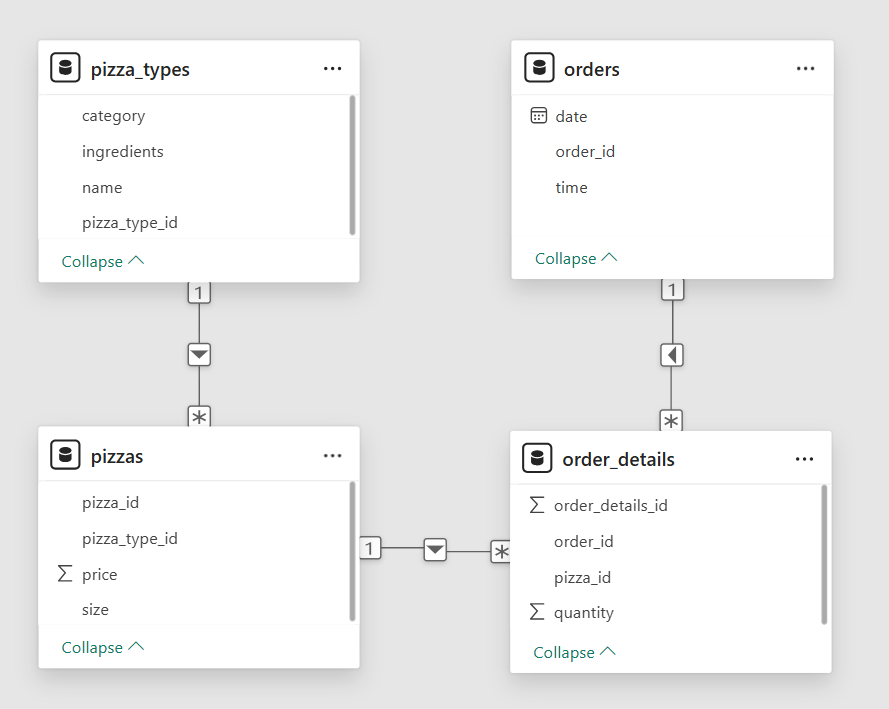 pizza_types
category
ingredients
name
pizza_type_id
Collapse
orders
date
order_id
time
Collapse
1
1
*
*
pizzas
pizza_id
pizza_type_id
Σ price
size
Collapse
1
*
order_details
Σ order_details_id
order_id
pizza_id
Σ quantity
Collapse